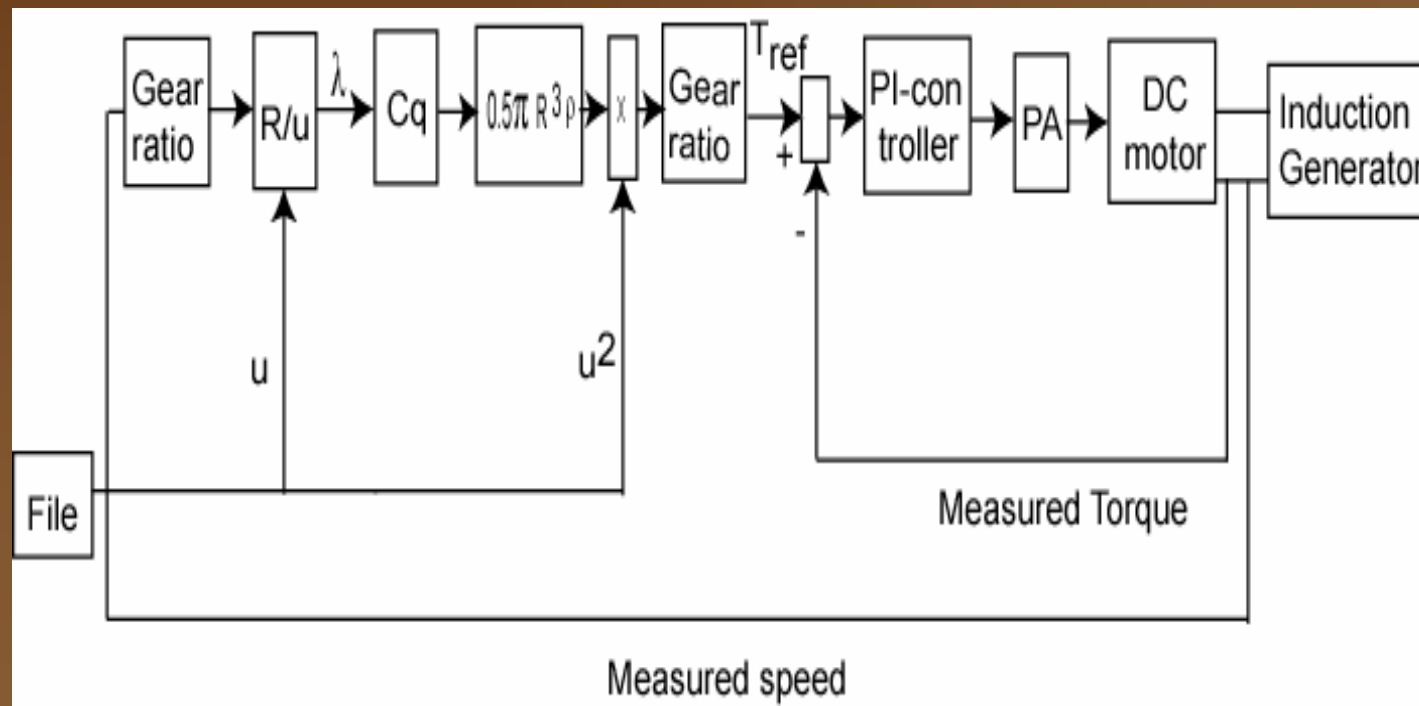 Gear
ratio
R/u
λ
Cq
0.5π R³ρ
x
Gear
ratio
Tref
+
-
PI-con
troller
PA
DC
motor
Induction
Generator
u
u²
File
Measured Torque
Measured speed